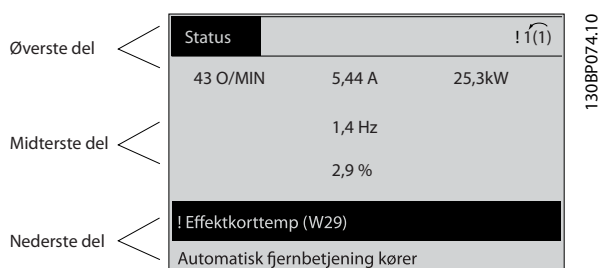 Status
! 1(1)
Øverste del
43 O/MIN 5,44 A 25,3kW
1,4 Hz
Midterste del
2,9 %
! Effektkorttemp (W29)
Nederste del
Automatisk fjernbetjening kører
130BP074.10